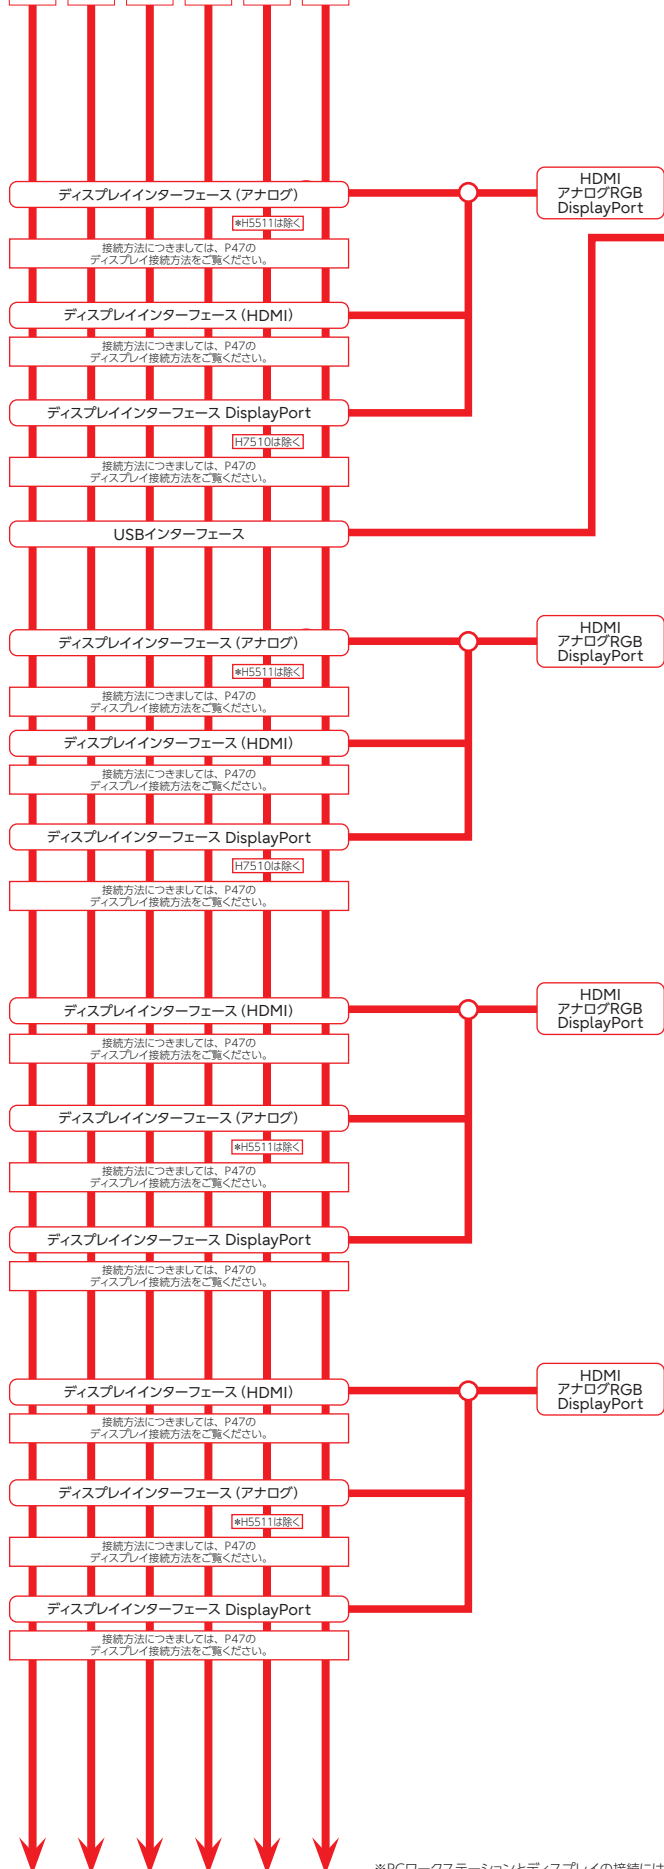 ディスプレイインターフェース(アナログ)
HDMI
アナログRGB
DisplayPort
*H5511は除く
接続方法につきましては、P47の
ディスプレイ接続方法をご覧ください。
ディスプレイインターフェース(HDMI)
接続方法につきましては、P47の
ディスプレイ接続方法をご覧ください。
ディスプレイインターフェース DisplayPort
H7510は除く
接続方法につきましては、P47の
ディスプレイ接続方法をご覧ください。
USBインターフェース
ディスプレイインターフェース(アナログ)
HDMI
アナログRGB
DisplayPort
*H5511は除く
接続方法につきましては、P47の
ディスプレイ接続方法をご覧ください。
ディスプレイインターフェース(HDMI)
接続方法につきましては、P47の
ディスプレイ接続方法をご覧ください。
ディスプレイインターフェース DisplayPort
H7510は除く
接続方法につきましては、P47の
ディスプレイ接続方法をご覧ください。
ディスプレイインターフェース(HDMI)
HDMI
アナログRGB
DisplayPort
接続方法につきましては、P47の
ディスプレイ接続方法をご覧ください。
ディスプレイインターフェース(アナログ)
*H5511は除く
接続方法につきましては、P47の
ディスプレイ接続方法をご覧ください。
ディスプレイインターフェース DisplayPort
接続方法につきましては、P47の
ディスプレイ接続方法をご覧ください。
ディスプレイインターフェース(HDMI)
HDMI
アナログRGB
DisplayPort
接続方法につきましては、P47の
ディスプレイ接続方法をご覧ください。
ディスプレイインターフェース(アナログ)
*H5511は除く
接続方法につきましては、P47の
ディスプレイ接続方法をご覧ください。
ディスプレイインターフェース DisplayPort
接続方法につきましては、P47の
ディスプレイ接続方法をご覧ください。
※PCワークステーションとディスプレイの接続には